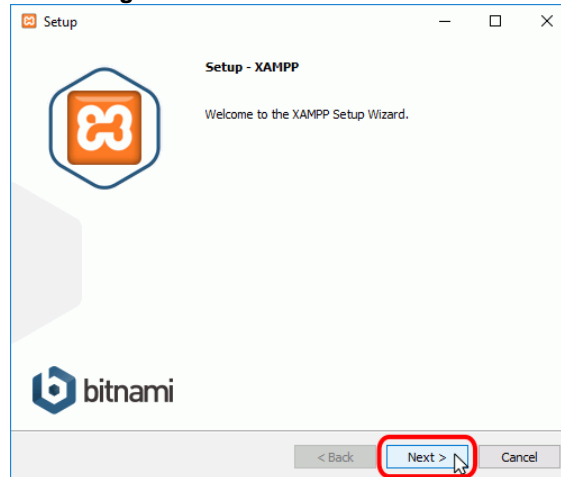 Setup
Setup - XAMPP
Welcome to the XAMPP Setup Wizard.
bitnami
< Back
Next >
Cancel